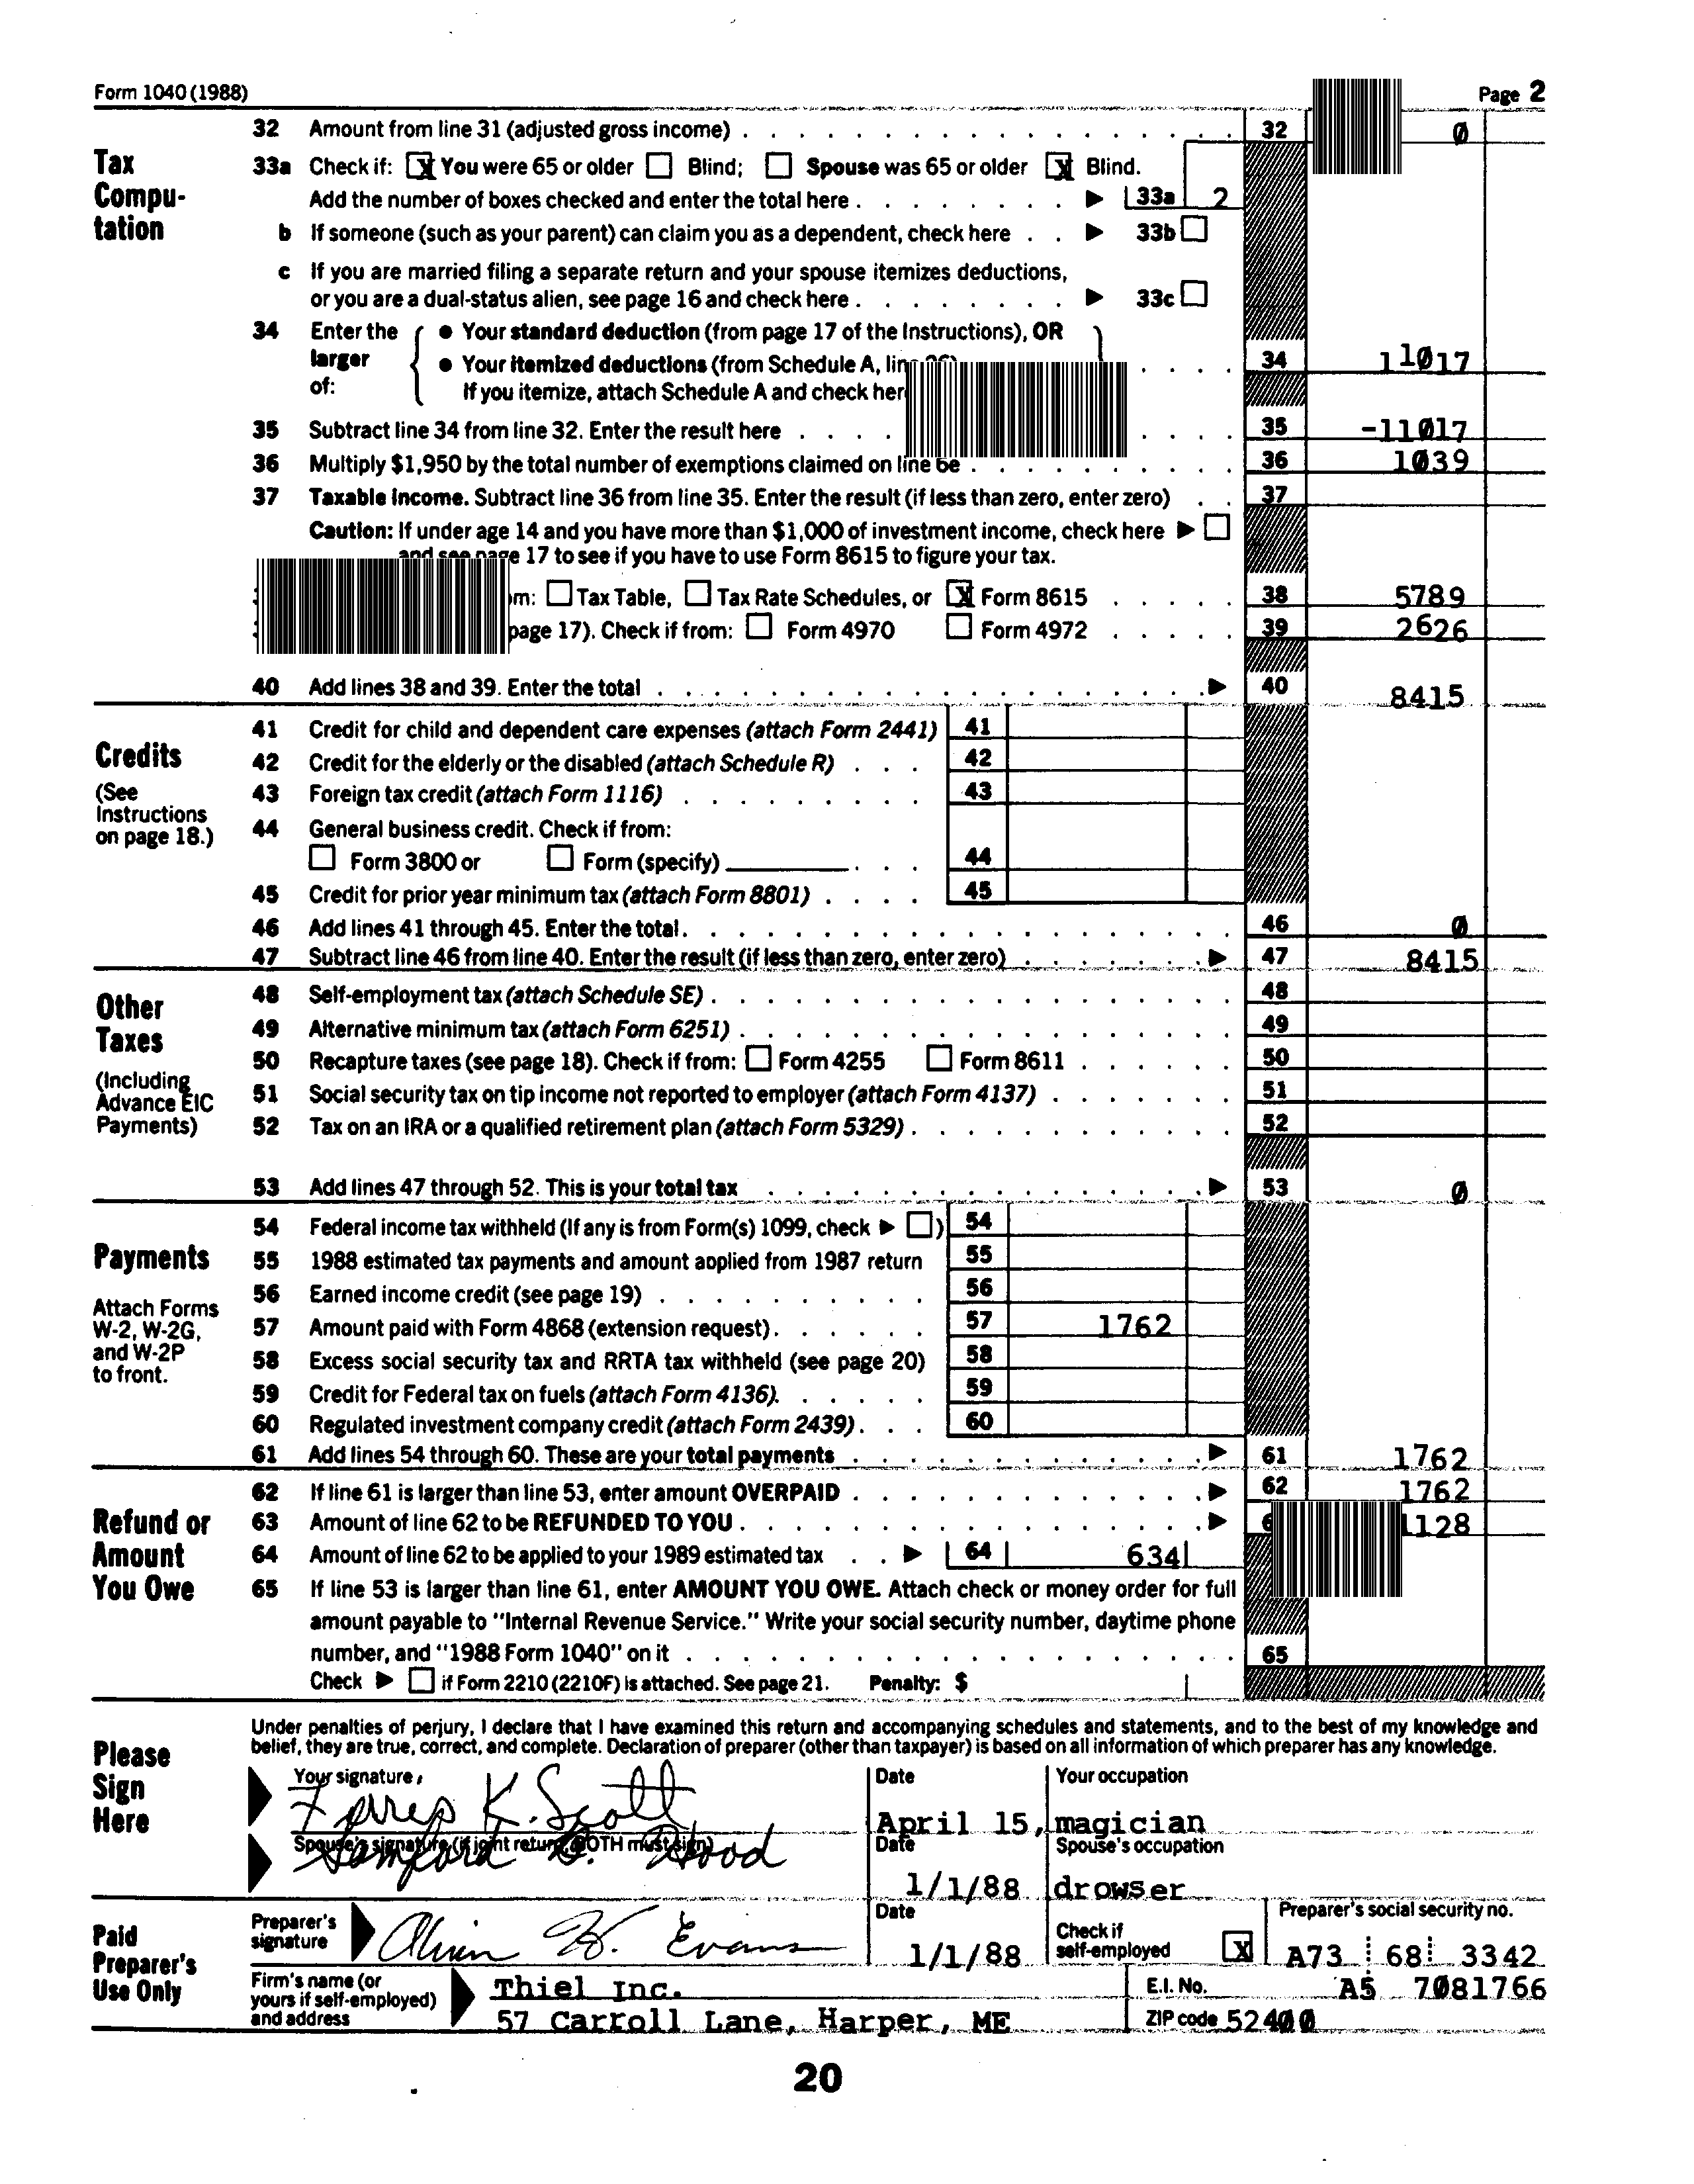 Form 1040 (1988)
Page 2
Tax Compu-tation
32 Amount from line 31 (adjusted gross income) 32 0
33a Check if: X You were 65 or older Blind; Spouse was 65 or older X Blind.
Add the number of boxes checked and enter the total here 33a 2
b If someone (such as your parent) can claim you as a dependent, check here 33b
c If you are married filing a separate return and your spouse itemizes deductions,
or you are a dual-status alien, see page 16 and check here 33c
34 Enter the larger of:
● Your standard deduction (from page 17 of the Instructions), OR
● Your itemized deductions (from Schedule A, 34 11017
If you itemize, attach Schedule A and check
35 Subtract line 34 from line 32. Enter the result here 35 -11017
36 Multiply $1,950 by the total number of exemptions claimed on line 6e 36 1039
37 Taxable income. Subtract line 36 from line 35. Enter the result (if less than zero, enter zero) 37
Caution: If under age 14 and you have more than $1,000 of investment income, check here
and see page 17 to see if you have to use Form 8615 to figure your tax.
Tax Table, Tax Rate Schedules, or X Form 8615 38 5789
page 17). Check if from: Form 4970 Form 4972 39 2626
40 Add lines 38 and 39. Enter the total 40 8415
Credits
(See Instructions on page 18.)
41 Credit for child and dependent care expenses (attach Form 2441) 41
42 Credit for the elderly or the disabled (attach Schedule R) 42
43 Foreign tax credit (attach Form 1116) 43
44 General business credit. Check if from:
Form 3800 or Form (specify) 44
45 Credit for prior year minimum tax (attach Form 8801) 45
46 Add lines 41 through 45. Enter the total. 46 0
47 Subtract line 46 from line 40. Enter the result (if less than zero, enter zero) 47 8415
Other Taxes
(Including Advance EIC Payments)
48 Self-employment tax (attach Schedule SE) 48
49 Alternative minimum tax (attach Form 6251) 49
50 Recapture taxes (see page 18). Check if from: Form 4255 Form 8611 50
51 Social security tax on tip income not reported to employer (attach Form 4137) 51
52 Tax on an IRA or a qualified retirement plan (attach Form 5329) 52
53 Add lines 47 through 52. This is your total tax 53 0
Payments
Attach Forms W-2, W-2G, and W-2P to front.
54 Federal income tax withheld (If any is from Form(s) 1099, check ) 54
55 1988 estimated tax payments and amount applied from 1987 return 55
56 Earned income credit (see page 19) 56
57 Amount paid with Form 4868 (extension request) 57 1762
58 Excess social security tax and RRTA tax withheld (see page 20) 58
59 Credit for Federal tax on fuels (attach Form 4136). 59
60 Regulated investment company credit (attach Form 2439) 60
61 Add lines 54 through 60. These are your total payments 61 1762
Refund or Amount You Owe
62 If line 61 is larger than line 53, enter amount OVERPAID 62 1762
63 Amount of line 62 to be REFUNDED TO YOU 1128
64 Amount of line 62 to be applied to your 1989 estimated tax 64 634
65 If line 53 is larger than line 61, enter AMOUNT YOU OWE. Attach check or money order for full
amount payable to "Internal Revenue Service." Write your social security number, daytime phone
number, and "1988 Form 1040" on it 65
Check if Form 2210 (2210F) is attached. See page 21. Penalty: $
Please Sign Here
Under penalties of perjury, I declare that I have examined this return and accompanying schedules and statements, and to the best of my knowledge and
belief, they are true, correct, and complete. Declaration of preparer (other than taxpayer) is based on all information of which preparer has any knowledge.
Your signature Date Your occupation
K. Scott April 15, magician
Spouse's signature (if joint return, BOTH must sign) Date Spouse's occupation
Hood 1/1/88 drowser
Paid Preparer's Use Only
Preparer's signature Date Check if self-employed X Preparer's social security no.
Evans 1/1/88 A73 68 3342
Firm's name (or yours if self-employed) and address
Thiel Inc. E.I. No. A5 7081766
57 Carroll Lane, Harper, ME ZIP code 52400
20